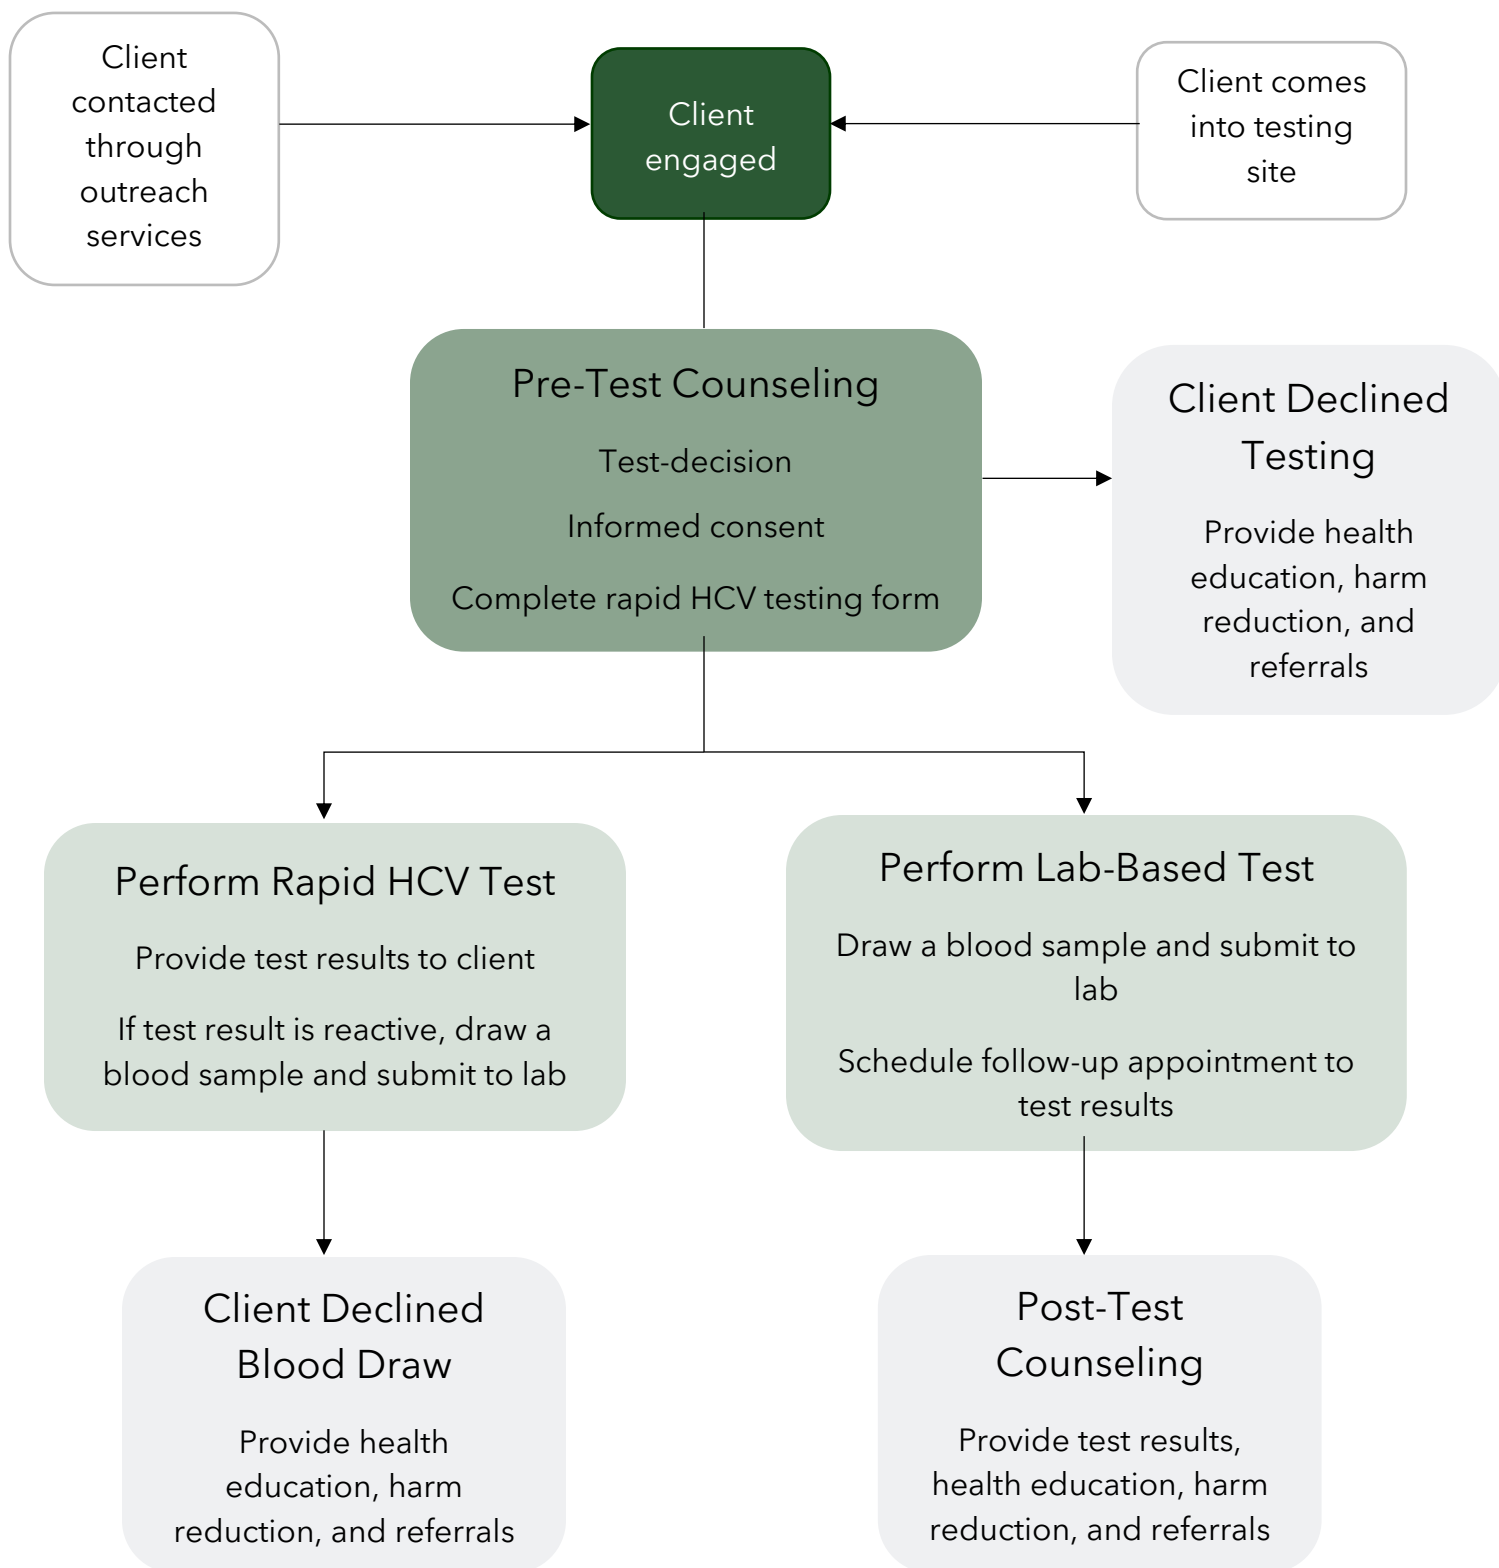 Client
contacted
through
outreach
services
Client
engaged
Client comes
into testing
site
Pre-Test Counseling
Test-decision
Informed consent
Complete rapid HCV testing form
Client Declined
Testing
Provide health
education, harm
reduction, and
referrals
Perform Rapid HCV Test
Provide test results to client
If test result is reactive, draw a
blood sample and submit to lab
Perform Lab-Based Test
Draw a blood sample and submit to
lab
Schedule follow-up appointment to
test results
Client Declined
Blood Draw
Provide health
education, harm
reduction, and referrals
Post-Test
Counseling
Provide test results,
health education, harm
reduction, and referrals